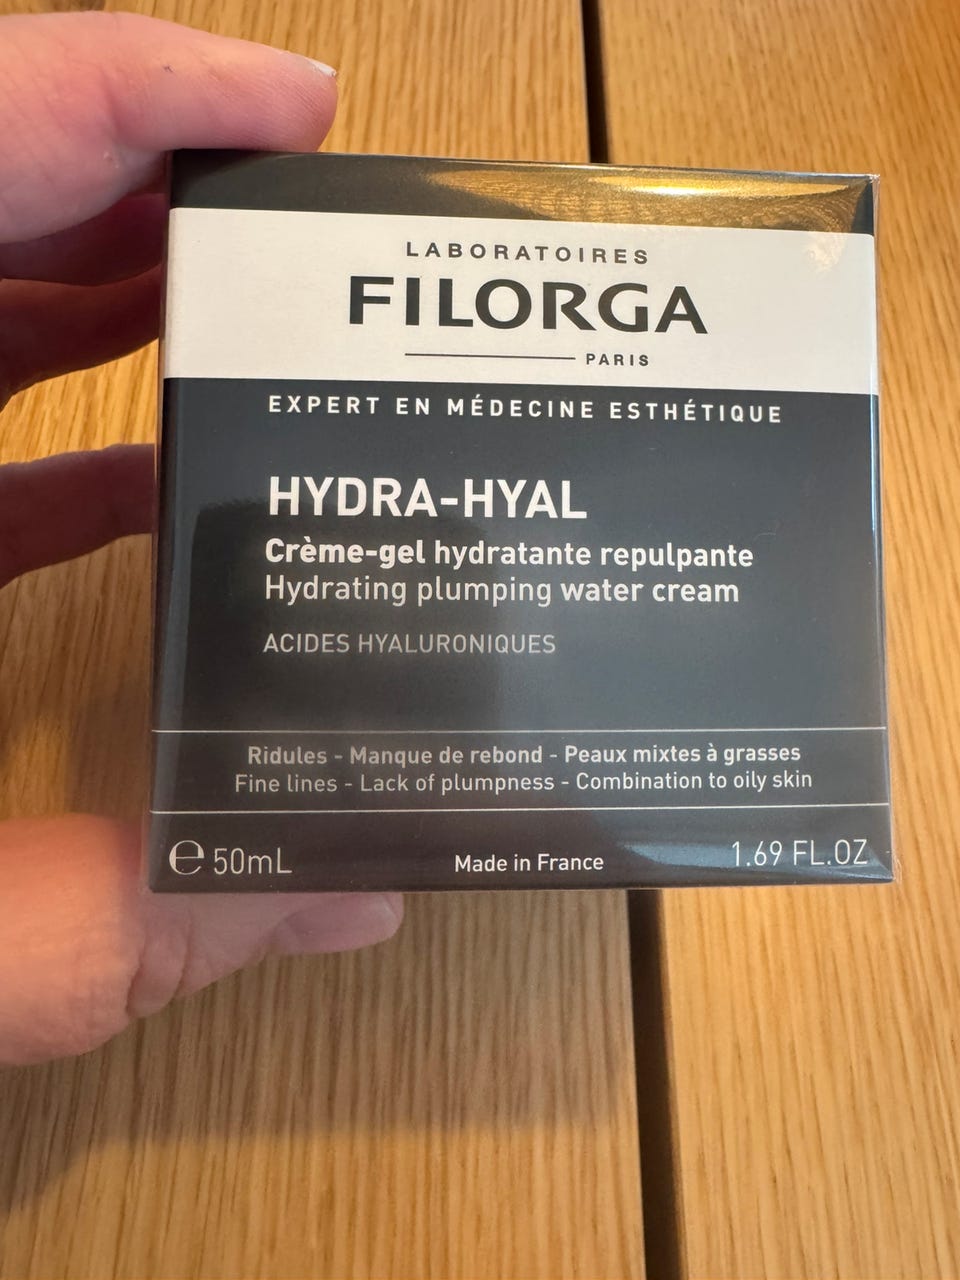 LABORATOIRES
FILORGA
PARIS
EXPERT EN MÉDECINE ESTHÉTIQUE
HYDRA-HYAL
Crème-gel hydratante repulpante
Hydrating plumping water cream
ACIDES HYALURONIQUES
Ridules - Manque de rebond - Peaux mixtes à grasses
Fine lines - Lack of plumpness - Combination to oily skin
℮ 50mL Made in France 1.69 FL.OZ